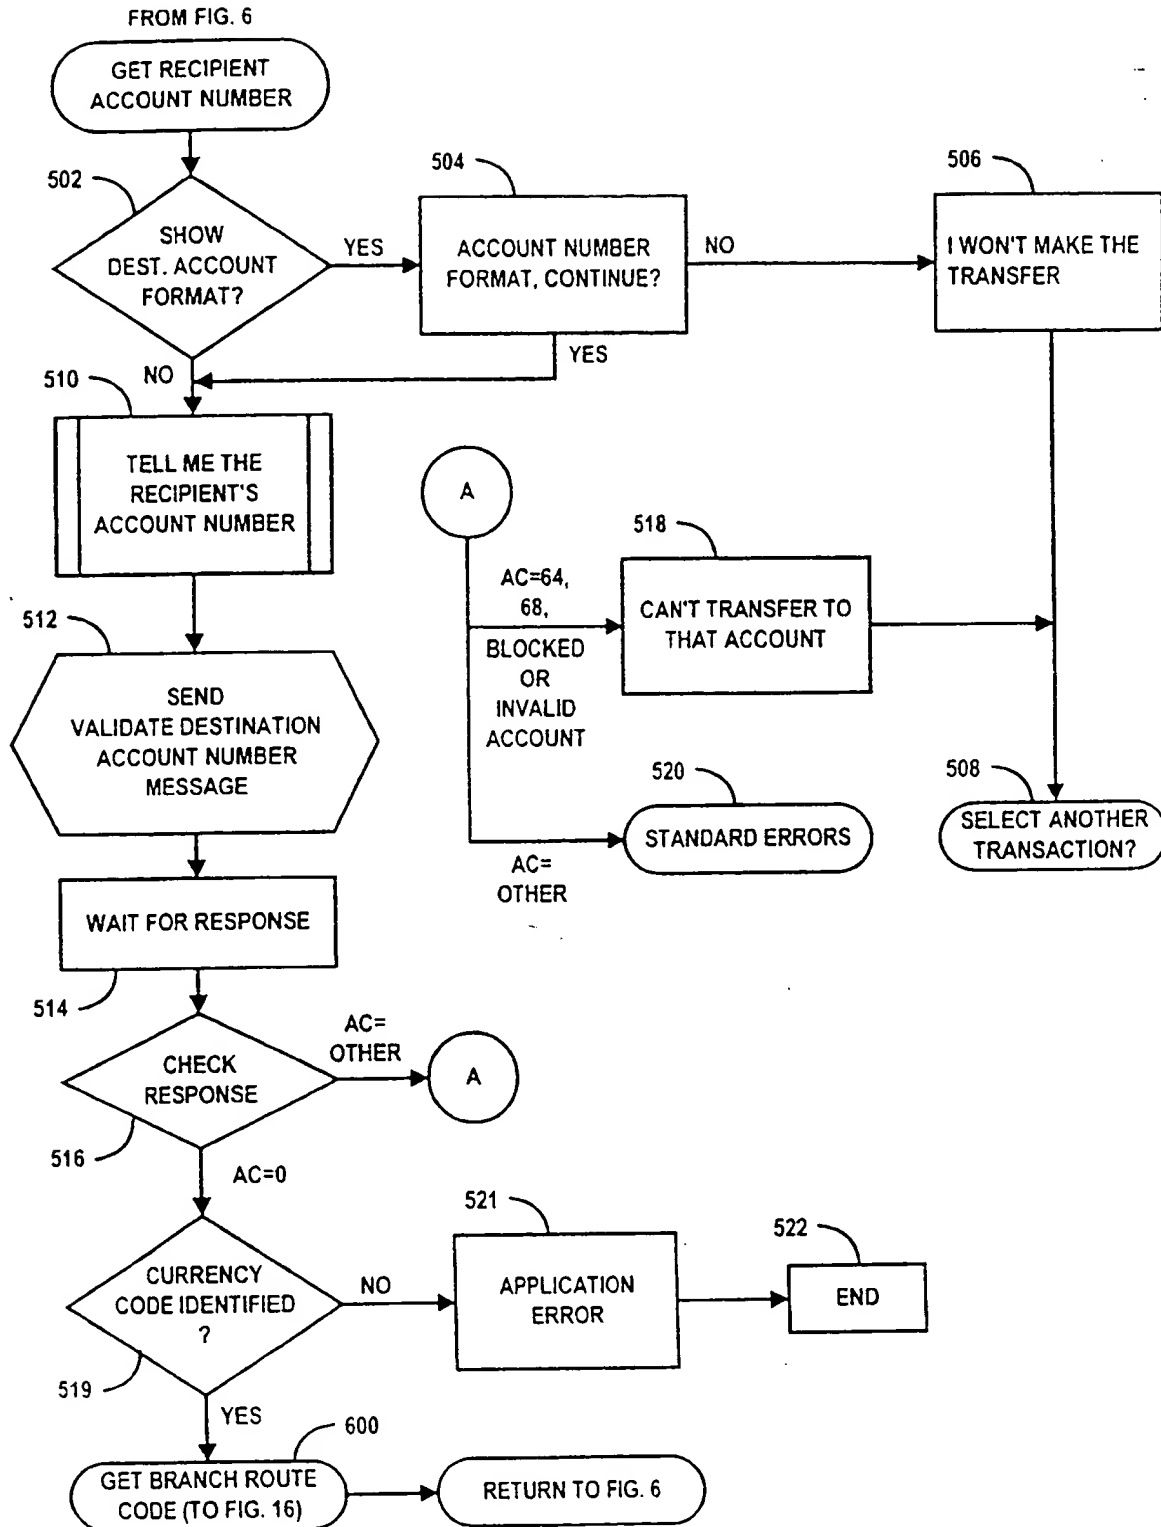 FROM FIG. 6
GET RECIPIENT
ACCOUNT NUMBER
502
SHOW
DEST. ACCOUNT
FORMAT?
YES
504
ACCOUNT NUMBER
FORMAT, CONTINUE?
NO
506
I WON'T MAKE THE
TRANSFER
YES
NO
510
TELL ME THE
RECIPIENT'S
ACCOUNT NUMBER
A
AC=64,
68,
BLOCKED
OR
INVALID
ACCOUNT
518
CAN'T TRANSFER TO
THAT ACCOUNT
512
SEND
VALIDATE DESTINATION
ACCOUNT NUMBER
MESSAGE
520
STANDARD ERRORS
AC=
OTHER
508
SELECT ANOTHER
TRANSACTION?
WAIT FOR RESPONSE
514
CHECK
RESPONSE
516
AC=
OTHER
A
AC=0
CURRENCY
CODE IDENTIFIED
?
519
NO
521
APPLICATION
ERROR
522
END
YES
600
GET BRANCH ROUTE
CODE (TO FIG. 16)
RETURN TO FIG. 6